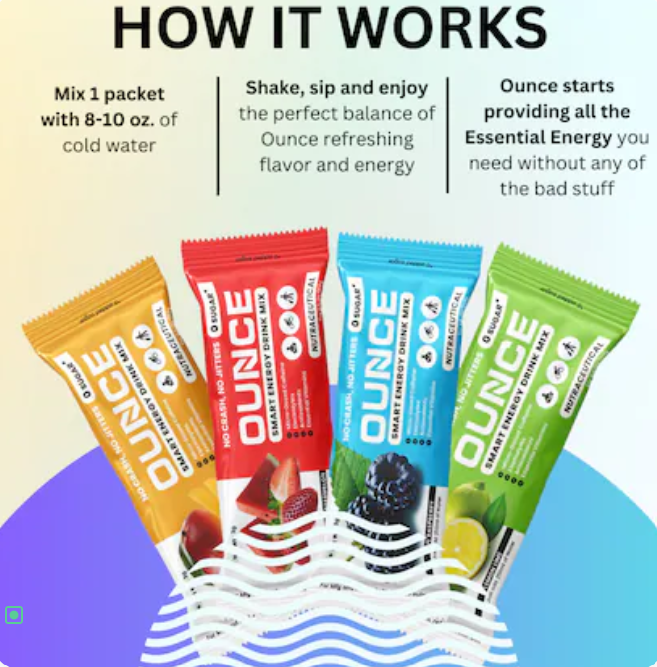 HOW IT WORKS
Mix 1 packet
with 8-10 oz. of
cold water
Shake, sip and enjoy
the perfect balance of
Ounce refreshing
flavor and energy
Ounce starts
providing all the
Essential Energy you
need without any of
the bad stuff
0 SUGAR*
NO CRASH, NO JITTERS
OUNCE
SMART ENERGY DRINK MIX
NUTRACEUTICAL
0 SUGAR*
NO CRASH, NO JITTERS
OUNCE
SMART ENERGY DRINK MIX
NUTRACEUTICAL
0 SUGAR*
NO CRASH, NO JITTERS
OUNCE
SMART ENERGY DRINK MIX
NUTRACEUTICAL
0 SUGAR*
NO JITTERS
OUNCE
SMART ENERGY DRINK MIX
NUTRACEUTICAL